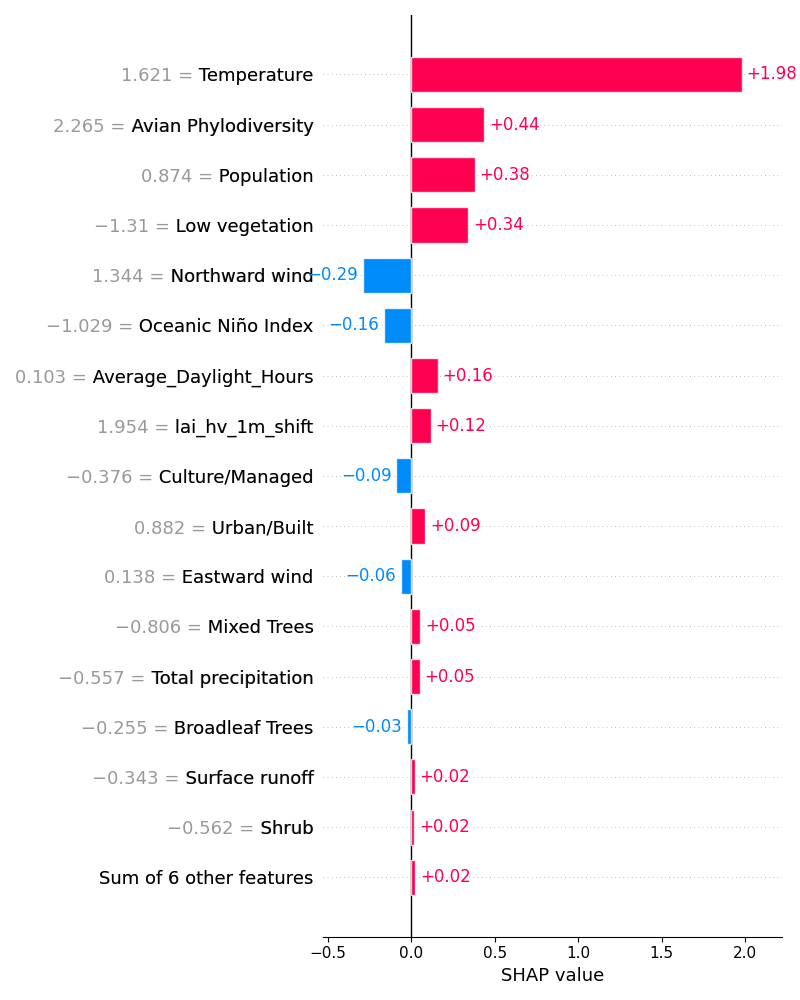 1.621 = Temperature +1.98
2.265 = Avian Phylodiversity +0.44
0.874 = Population +0.38
−1.31 = Low vegetation +0.34
1.344 = Northward wind −0.29
−1.029 = Oceanic Niño Index −0.16
0.103 = Average_Daylight_Hours +0.16
1.954 = lai_hv_1m_shift +0.12
−0.376 = Culture/Managed −0.09
0.882 = Urban/Built +0.09
0.138 = Eastward wind −0.06
−0.806 = Mixed Trees +0.05
−0.557 = Total precipitation +0.05
−0.255 = Broadleaf Trees −0.03
−0.343 = Surface runoff +0.02
−0.562 = Shrub +0.02
Sum of 6 other features +0.02
−0.5 0.0 0.5 1.0 1.5 2.0
SHAP value